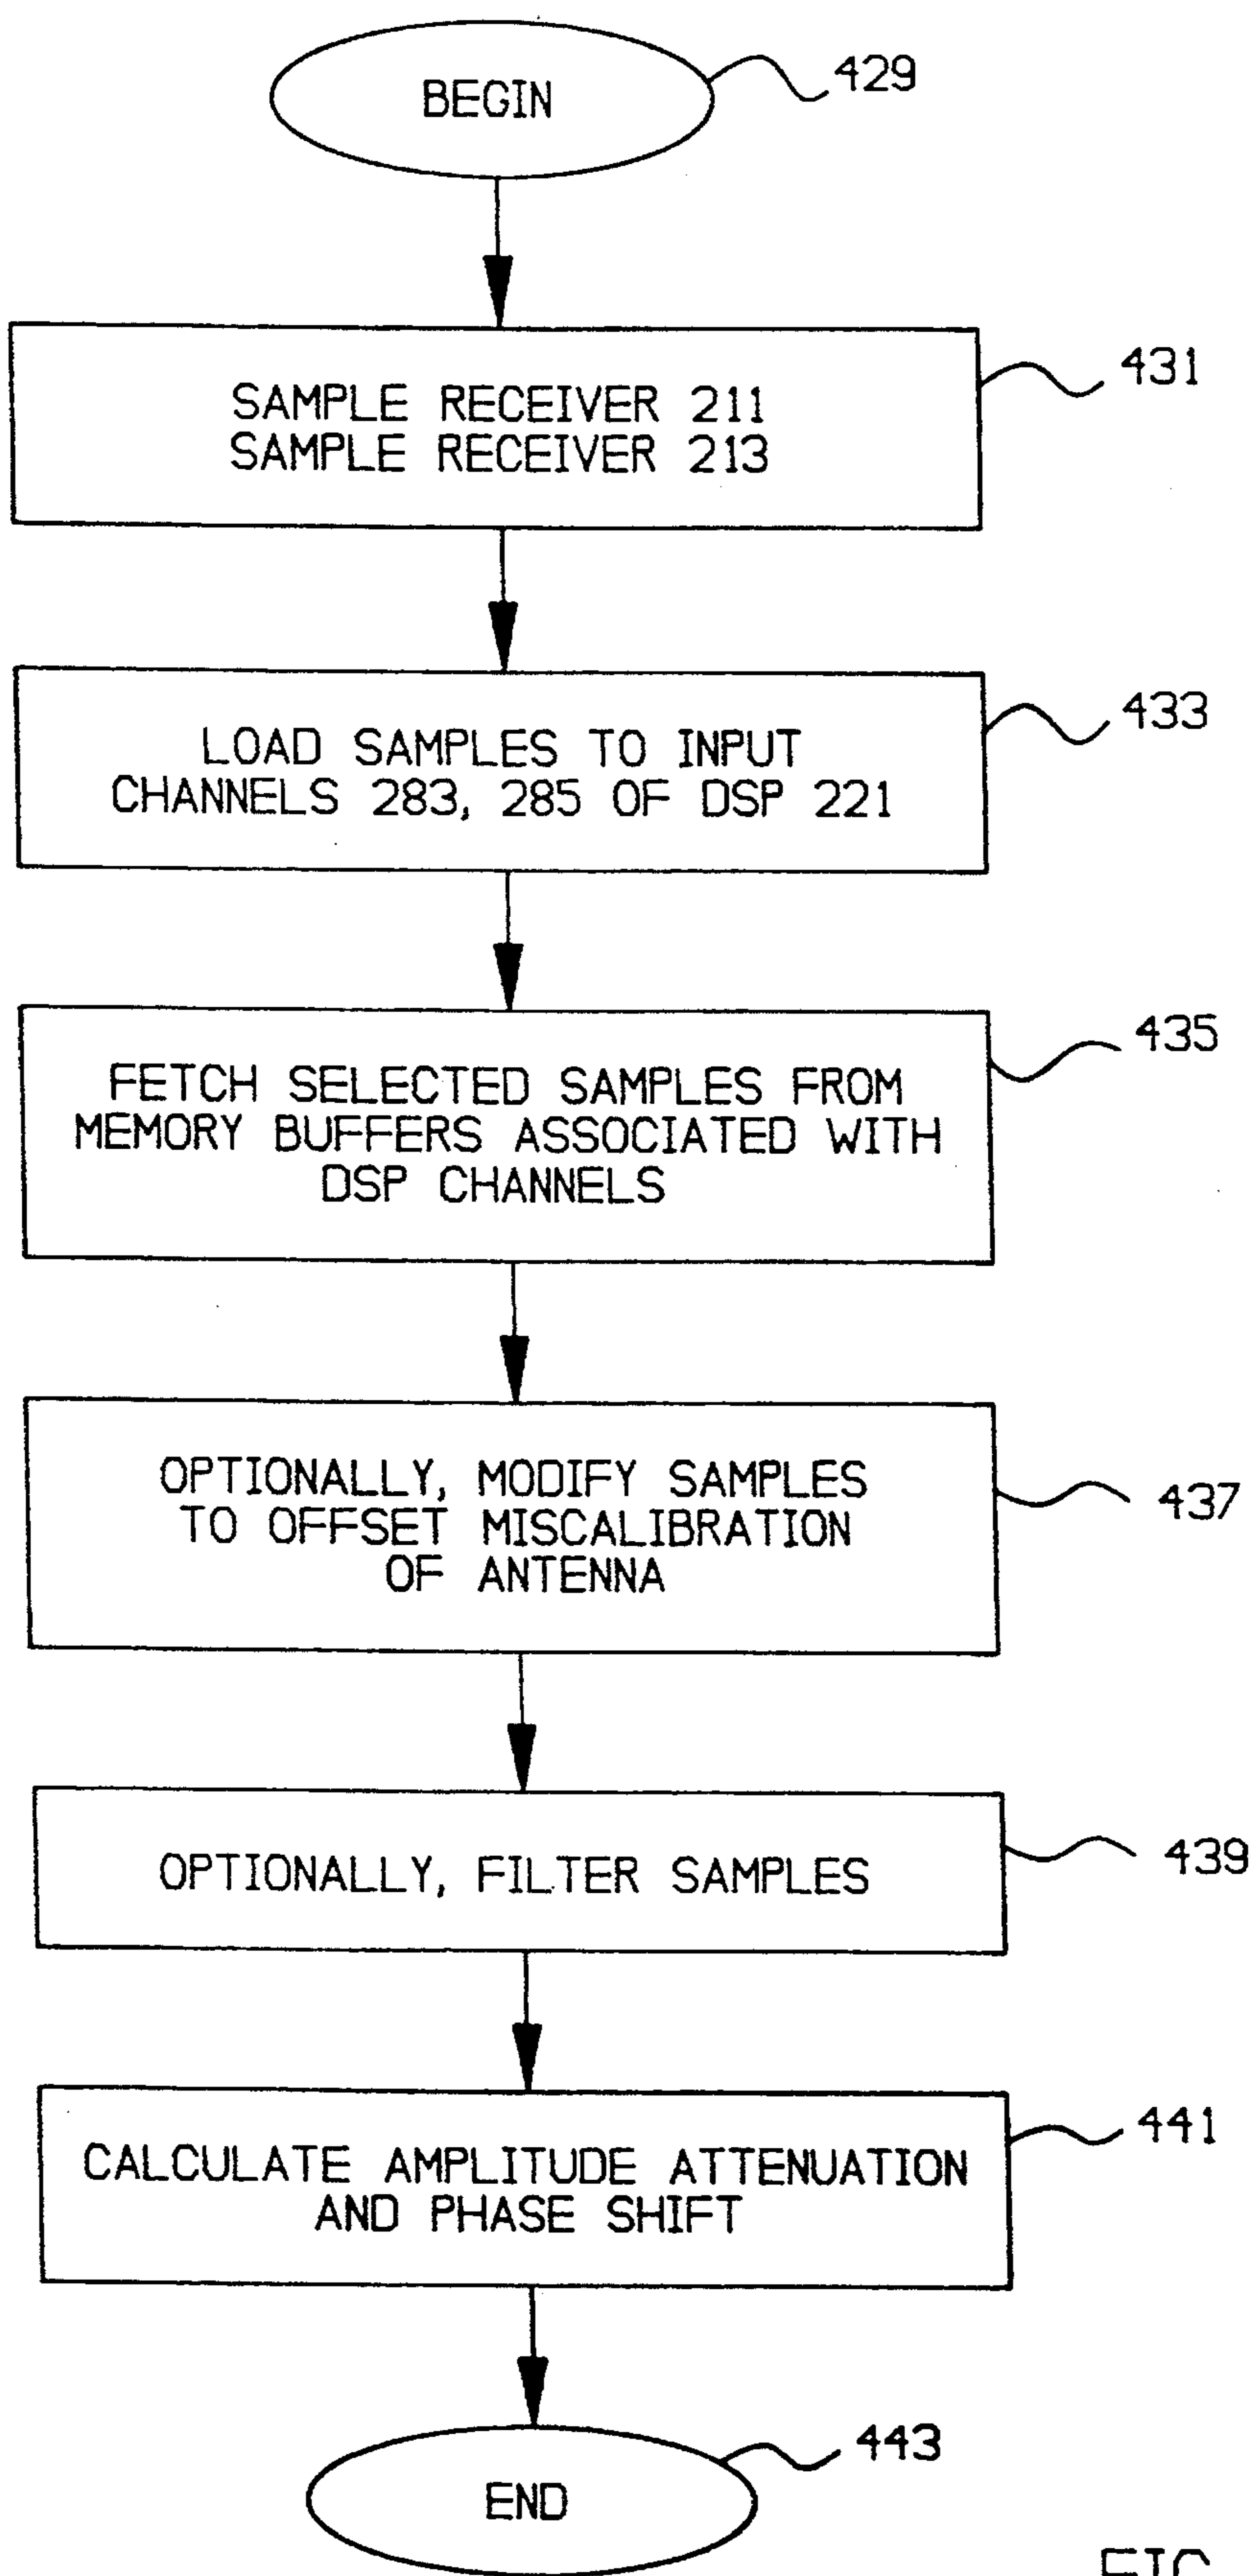 BEGIN
429
SAMPLE RECEIVER 211
SAMPLE RECEIVER 213
431
LOAD SAMPLES TO INPUT
CHANNELS 283, 285 OF DSP 221
433
FETCH SELECTED SAMPLES FROM
MEMORY BUFFERS ASSOCIATED WITH
DSP CHANNELS
435
OPTIONALLY, MODIFY SAMPLES
TO OFFSET MISCALIBRATION
OF ANTENNA
437
OPTIONALLY, FILTER SAMPLES
439
CALCULATE AMPLITUDE ATTENUATION
AND PHASE SHIFT
441
END
443
FIG